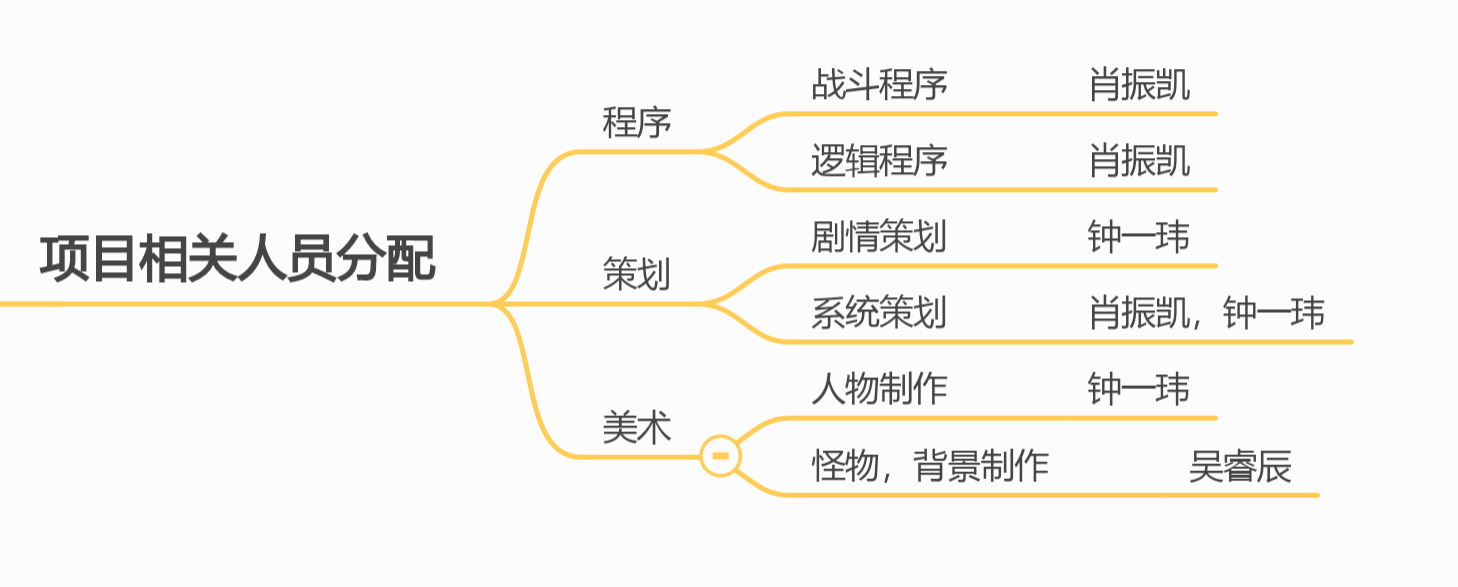 项目相关人员分配
程序
战斗程序 肖振凯
逻辑程序 肖振凯
策划
剧情策划 钟一玮
系统策划 肖振凯，钟一玮
美术
人物制作 钟一玮
怪物，背景制作 吴睿辰